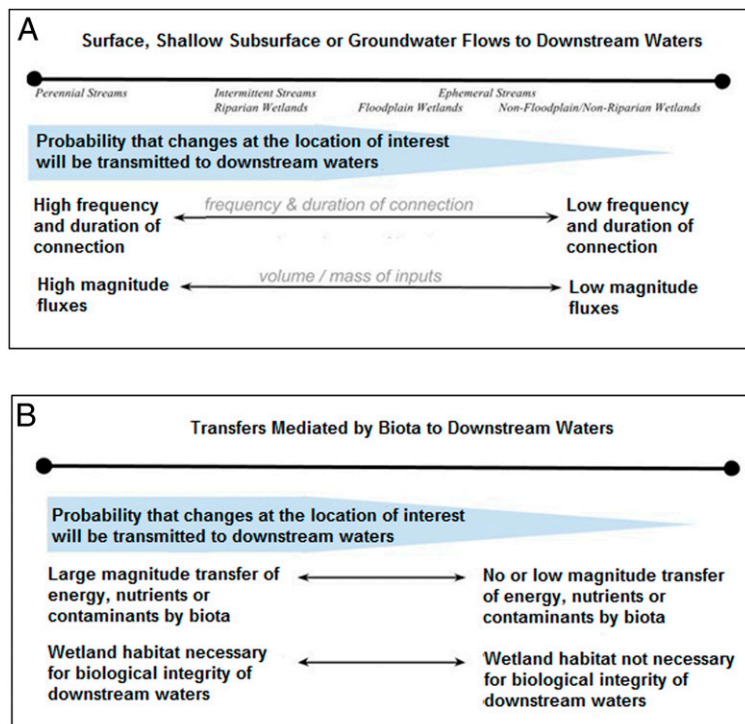 A
Surface, Shallow Subsurface or Groundwater Flows to Downstream Waters
Perennial Streams
Intermittent Streams
Ephemeral Streams
Riparian Wetlands
Floodplain Wetlands
Non-Floodplain/Non-Riparian Wetlands
Probability that changes at the location of interest
will be transmitted to downstream waters
High frequency
and duration of
connection
frequency & duration of connection
Low frequency
and duration of
connection
High magnitude
fluxes
volume / mass of inputs
Low magnitude
fluxes
B
Transfers Mediated by Biota to Downstream Waters
Probability that changes at the location of interest
will be transmitted to downstream waters
Large magnitude transfer of
energy, nutrients or
contaminants by biota
No or low magnitude transfer
of energy, nutrients or
contaminants by biota
Wetland habitat necessary
for biological integrity of
downstream waters
Wetland habitat not necessary
for biological integrity of
downstream waters